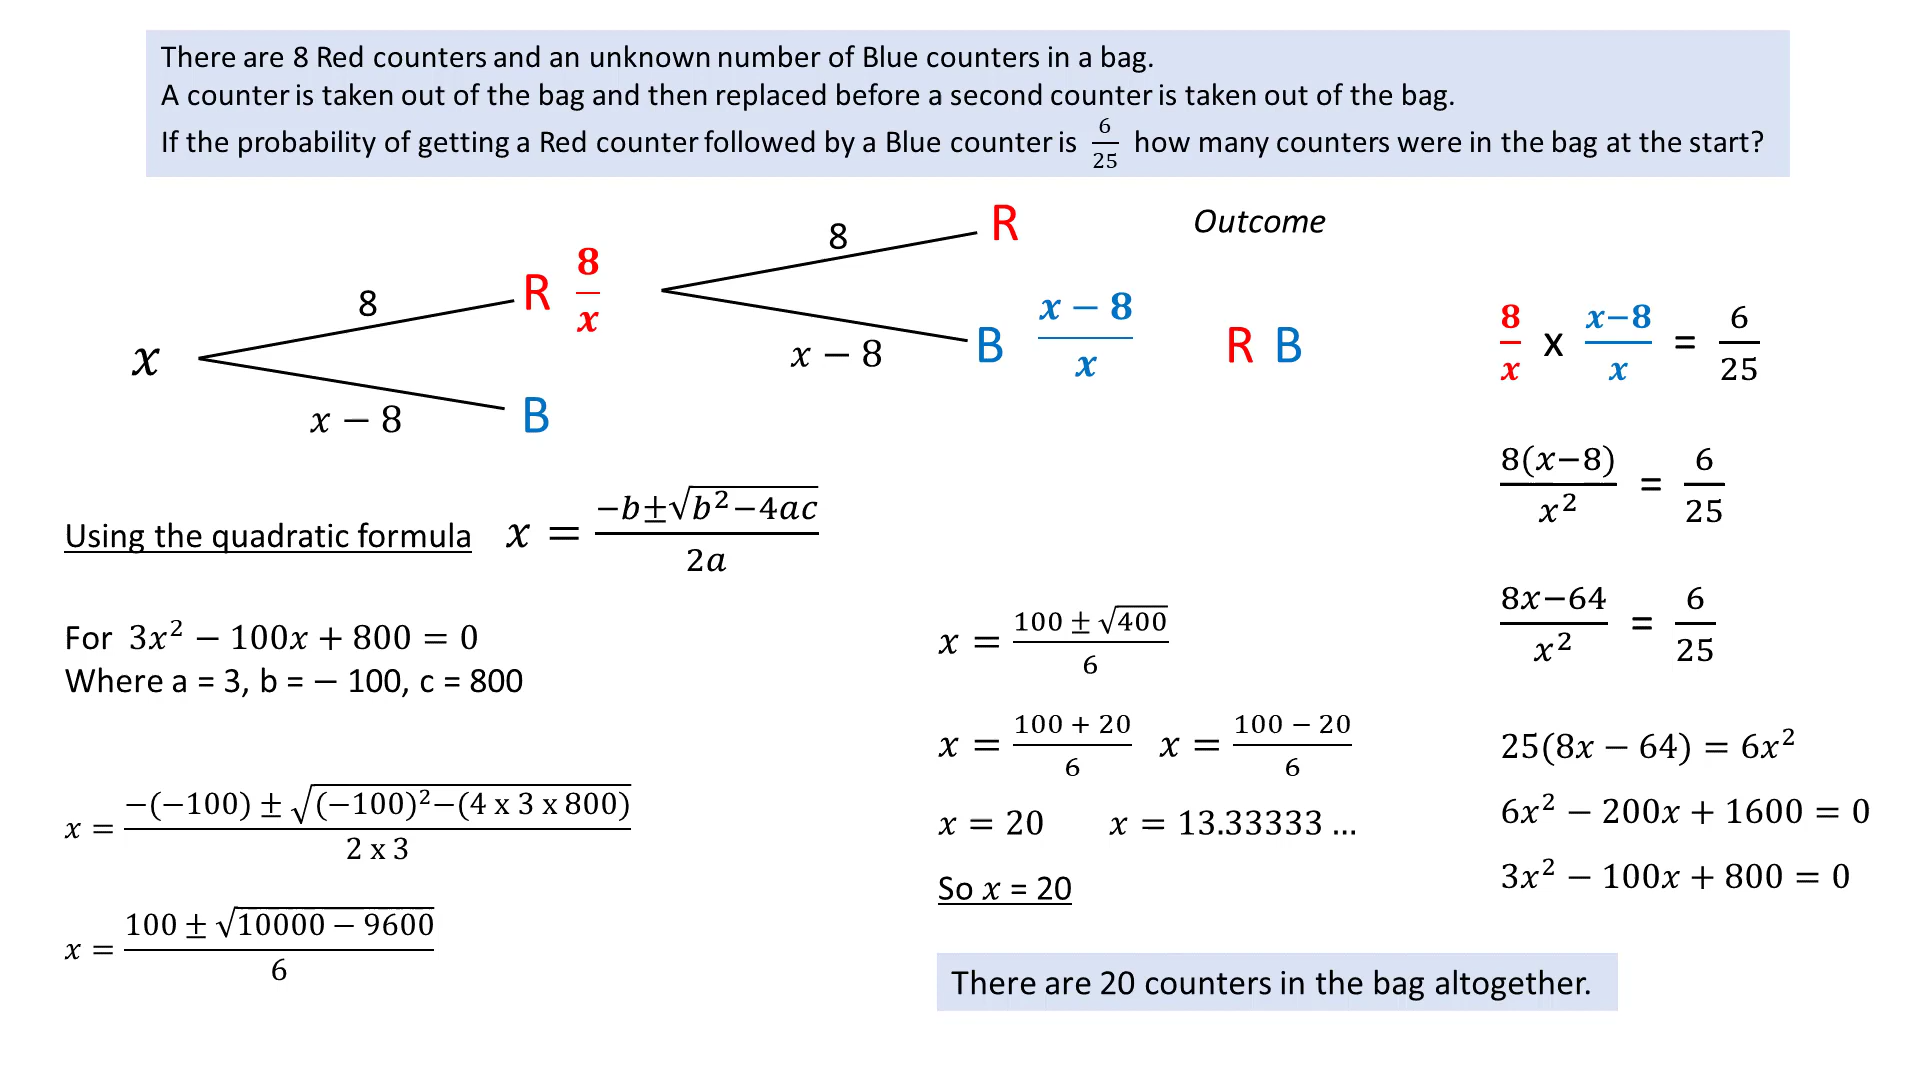 There are 8 Red counters and an unknown number of Blue counters in a bag.
A counter is taken out of the bag and then replaced before a second counter is taken out of the bag.
If the probability of getting a Red counter followed by a Blue counter is 6/25 how many counters were in the bag at the start?
x
8
x − 8
R 8/x
B
8
x − 8
R
B (x − 8)/x
Outcome
R B
8/x x (x−8)/x = 6/25
8(x−8)/x² = 6/25
(8x−64)/x² = 6/25
25(8x − 64) = 6x²
6x² − 200x + 1600 = 0
3x² − 100x + 800 = 0
Using the quadratic formula x = (−b±√(b²−4ac))/2a
For 3x² − 100x + 800 = 0
Where a = 3, b = − 100, c = 800
x = (−(−100) ± √((−100)²−(4 x 3 x 800)))/(2 x 3)
x = (100 ± √(10000 − 9600))/6
x = (100 ± √400)/6
x = (100 + 20)/6 x = (100 − 20)/6
x = 20 x = 13.33333 ...
So x = 20
There are 20 counters in the bag altogether.